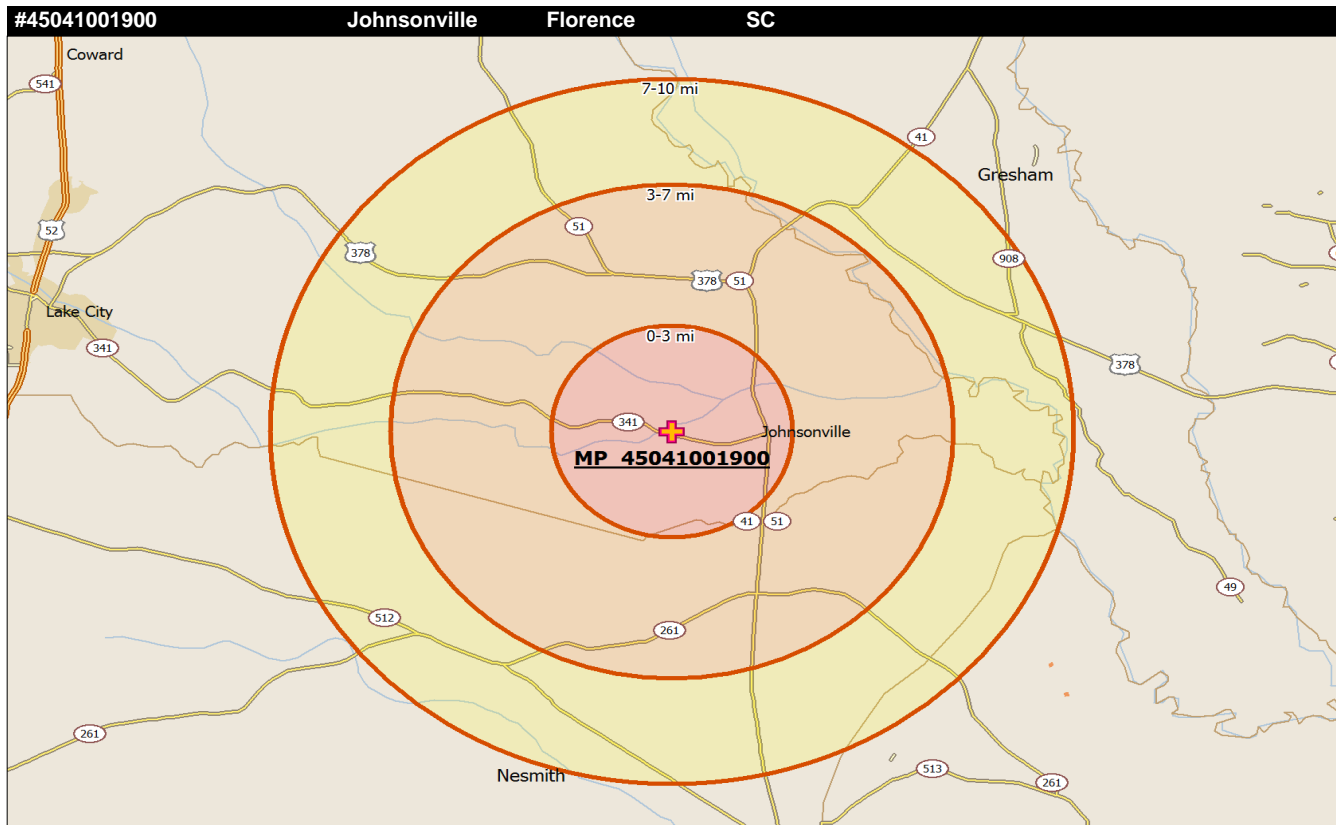 #45041001900 Johnsonville Florence SC
Coward
541
7-10 mi
41
Gresham
3-7 mi
52
51
378
908
378
51
Lake City
0-3 mi
341
378
341
Johnsonville
MP 45041001900
41
51
49
512
261
261
Nesmith
513
261